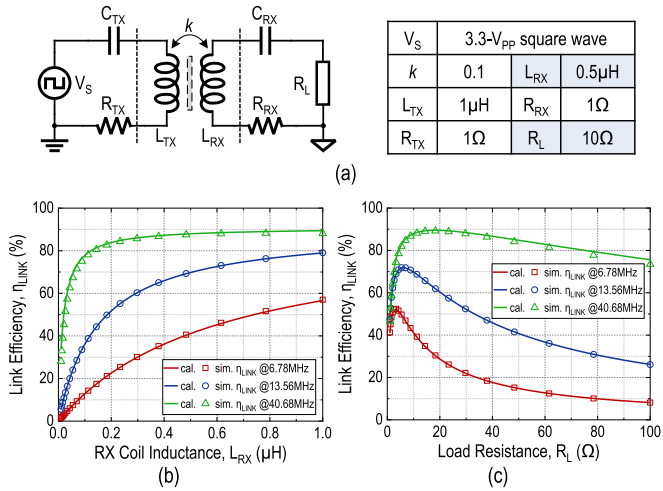 C_TX
k
C_RX
V_S
R_TX
L_TX
L_RX
R_RX
R_L
V_S 3.3-V_PP square wave
k 0.1 L_RX 0.5µH
L_TX 1µH R_RX 1Ω
R_TX 1Ω R_L 10Ω
(a)
Link Efficiency, η_LINK (%)
100
80
60
40
20
0
cal. sim. η_LINK @6.78MHz
cal. sim. η_LINK @13.56MHz
cal. sim. η_LINK @40.68MHz
0.0 0.2 0.4 0.6 0.8 1.0
RX Coil Inductance, L_RX (µH)
(b)
Link Efficiency, η_LINK (%)
100
80
60
40
20
0
cal. sim. η_LINK @6.78MHz
cal. sim. η_LINK @13.56MHz
cal. sim. η_LINK @40.68MHz
0 20 40 60 80 100
Load Resistance, R_L (Ω)
(c)